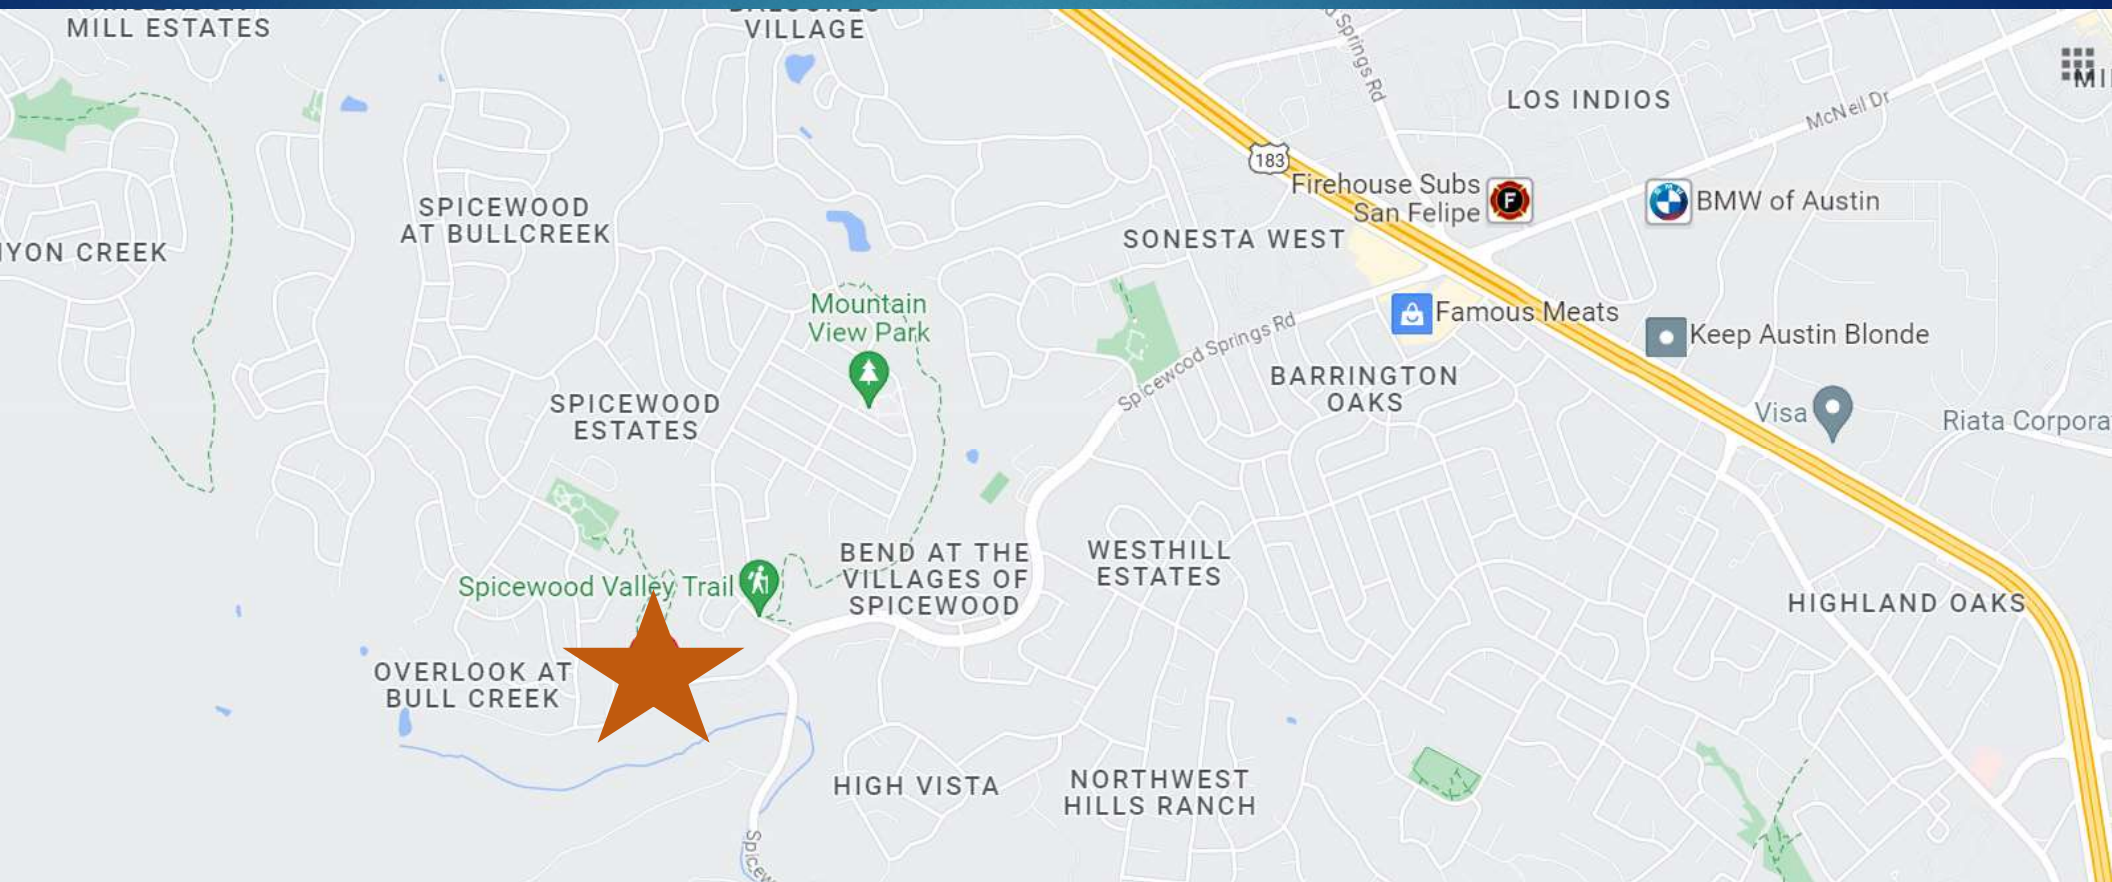 MILL ESTATES
VILLAGE
Springs Rd
LOS INDIOS
McNeil Dr
183
Firehouse Subs
San Felipe
F
BMW of Austin
SPICEWOOD
AT BULLCREEK
SONESTA WEST
YON CREEK
Mountain
View Park
Famous Meats
Spicewood Springs Rd
Keep Austin Blonde
BARRINGTON
OAKS
SPICEWOOD
ESTATES
Visa
Riata Corpora
BEND AT THE
VILLAGES OF
SPICEWOOD
WESTHILL
ESTATES
Spicewood Valley Trail
HIGHLAND OAKS
OVERLOOK AT
BULL CREEK
HIGH VISTA
NORTHWEST
HILLS RANCH
Spicew